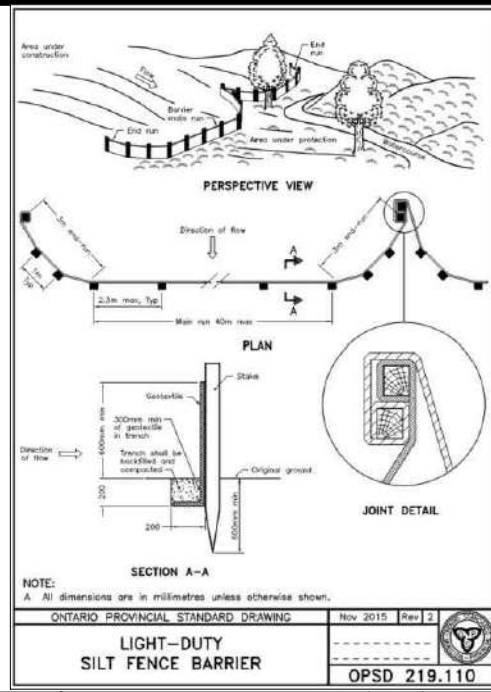 Area under
construction
Flow
End
run
Barrier
main run
End run
Area under protection
Watercourse
PERSPECTIVE VIEW
3m end-run
Direction of flow
3m end-run
A
1m
Typ
2.3m max, Typ
A
Main run 40m max
PLAN
Stake
Geotextile
600mm min
300mm min
of geotextile
in trench
Direction
of flow
Trench shall be
backfilled and
compacted
Original ground
200
200
600mm min
JOINT DETAIL
SECTION A-A
NOTE:
A All dimensions are in millimetres unless otherwise shown.
ONTARIO PROVINCIAL STANDARD DRAWING
Nov 2015 Rev 2
LIGHT-DUTY
SILT FENCE BARRIER
OPSD 219.110